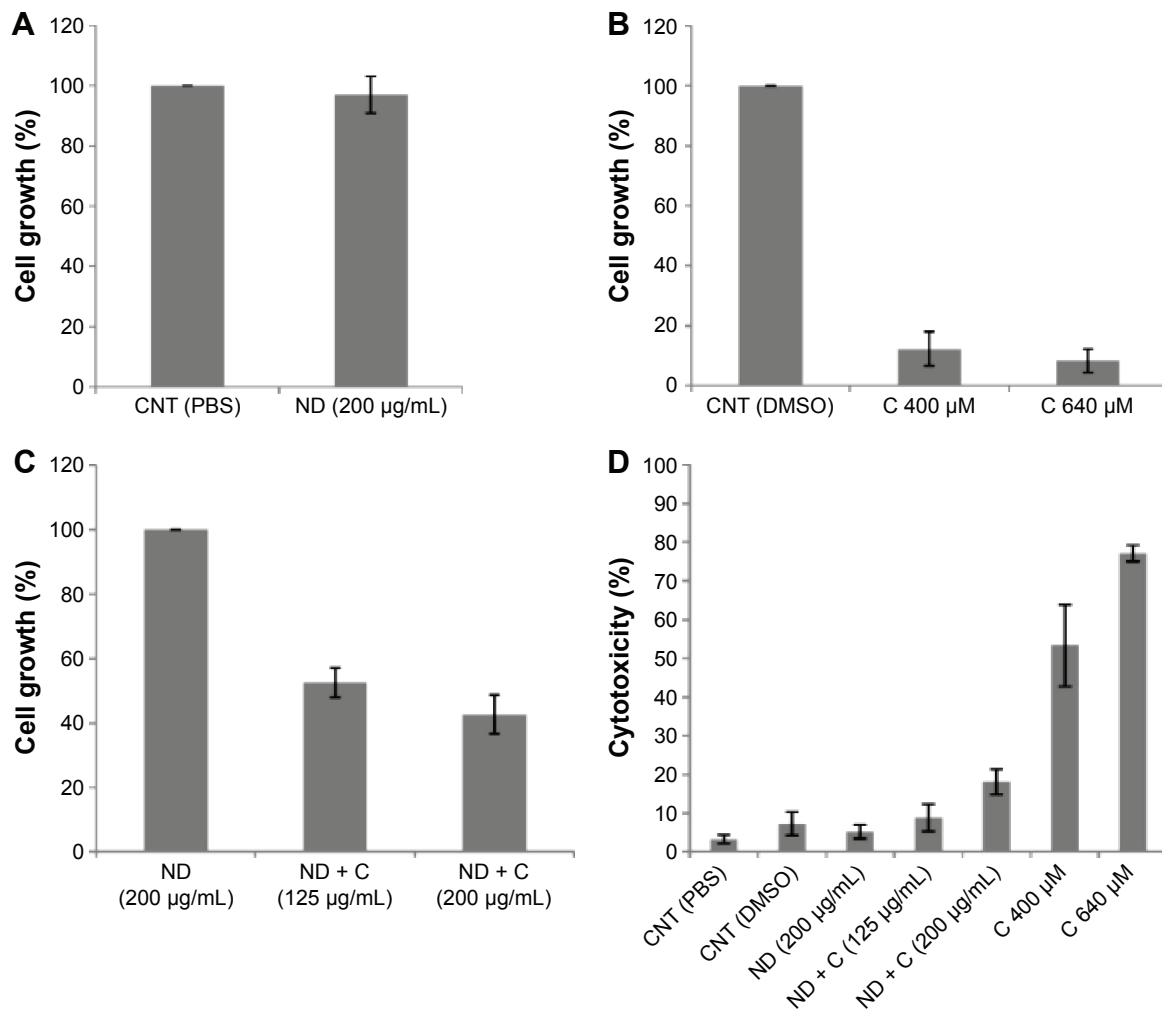 A
Cell growth (%)
120
100
80
60
40
20
0
CNT (PBS)
ND (200 µg/mL)
B
Cell growth (%)
120
100
80
60
40
20
0
CNT (DMSO)
C 400 µM
C 640 µM
C
Cell growth (%)
120
100
80
60
40
20
0
ND
(200 µg/mL)
ND + C
(125 µg/mL)
ND + C
(200 µg/mL)
D
Cytotoxicity (%)
100
90
80
70
60
50
40
30
20
10
0
CNT (PBS)
CNT (DMSO)
ND (200 µg/mL)
ND + C (125 µg/mL)
ND + C (200 µg/mL)
C 400 µM
C 640 µM